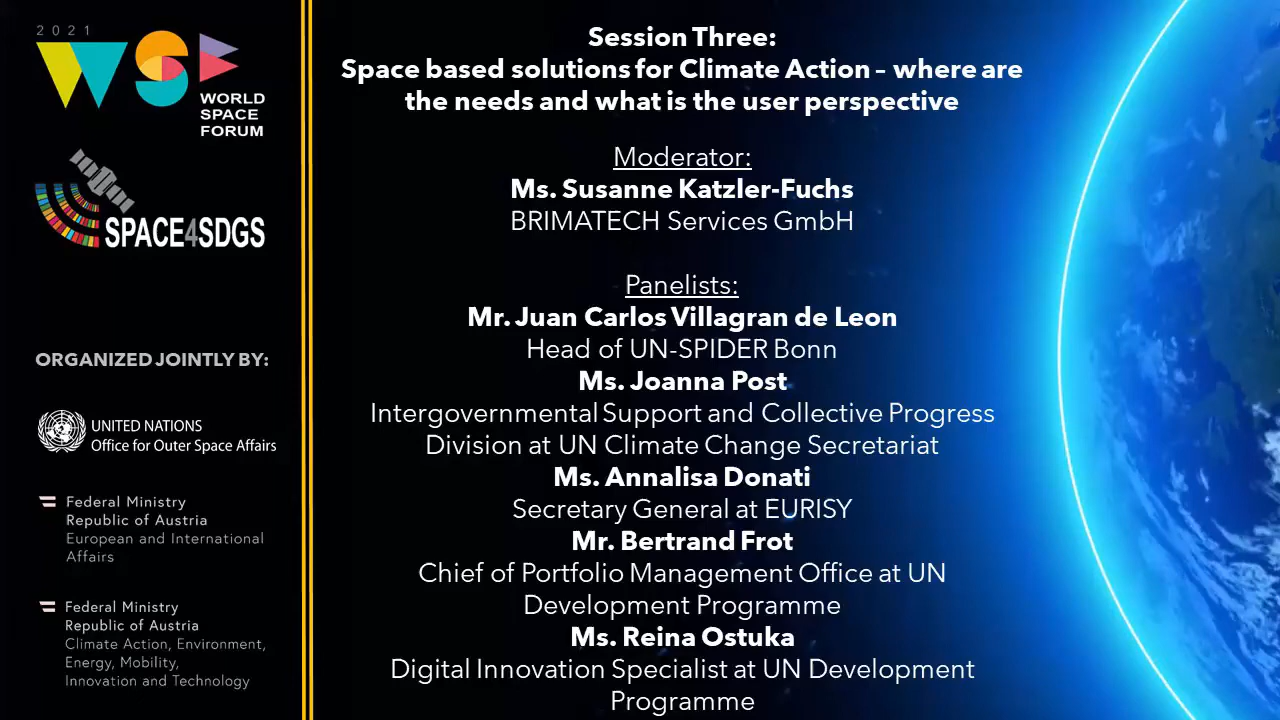 2021
WSF
WORLD
SPACE
FORUM
SPACE4SDGS
ORGANIZED JOINTLY BY:
UNITED NATIONS
Office for Outer Space Affairs
Federal Ministry
Republic of Austria
European and International
Affairs
Federal Ministry
Republic of Austria
Climate Action, Environment,
Energy, Mobility,
Innovation and Technology
Session Three:
Space based solutions for Climate Action – where are
the needs and what is the user perspective
Moderator:
Ms. Susanne Katzler-Fuchs
BRIMATECH Services GmbH
Panelists:
Mr. Juan Carlos Villagran de Leon
Head of UN-SPIDER Bonn
Ms. Joanna Post
Intergovernmental Support and Collective Progress
Division at UN Climate Change Secretariat
Ms. Annalisa Donati
Secretary General at EURISY
Mr. Bertrand Frot
Chief of Portfolio Management Office at UN
Development Programme
Ms. Reina Ostuka
Digital Innovation Specialist at UN Development
Programme